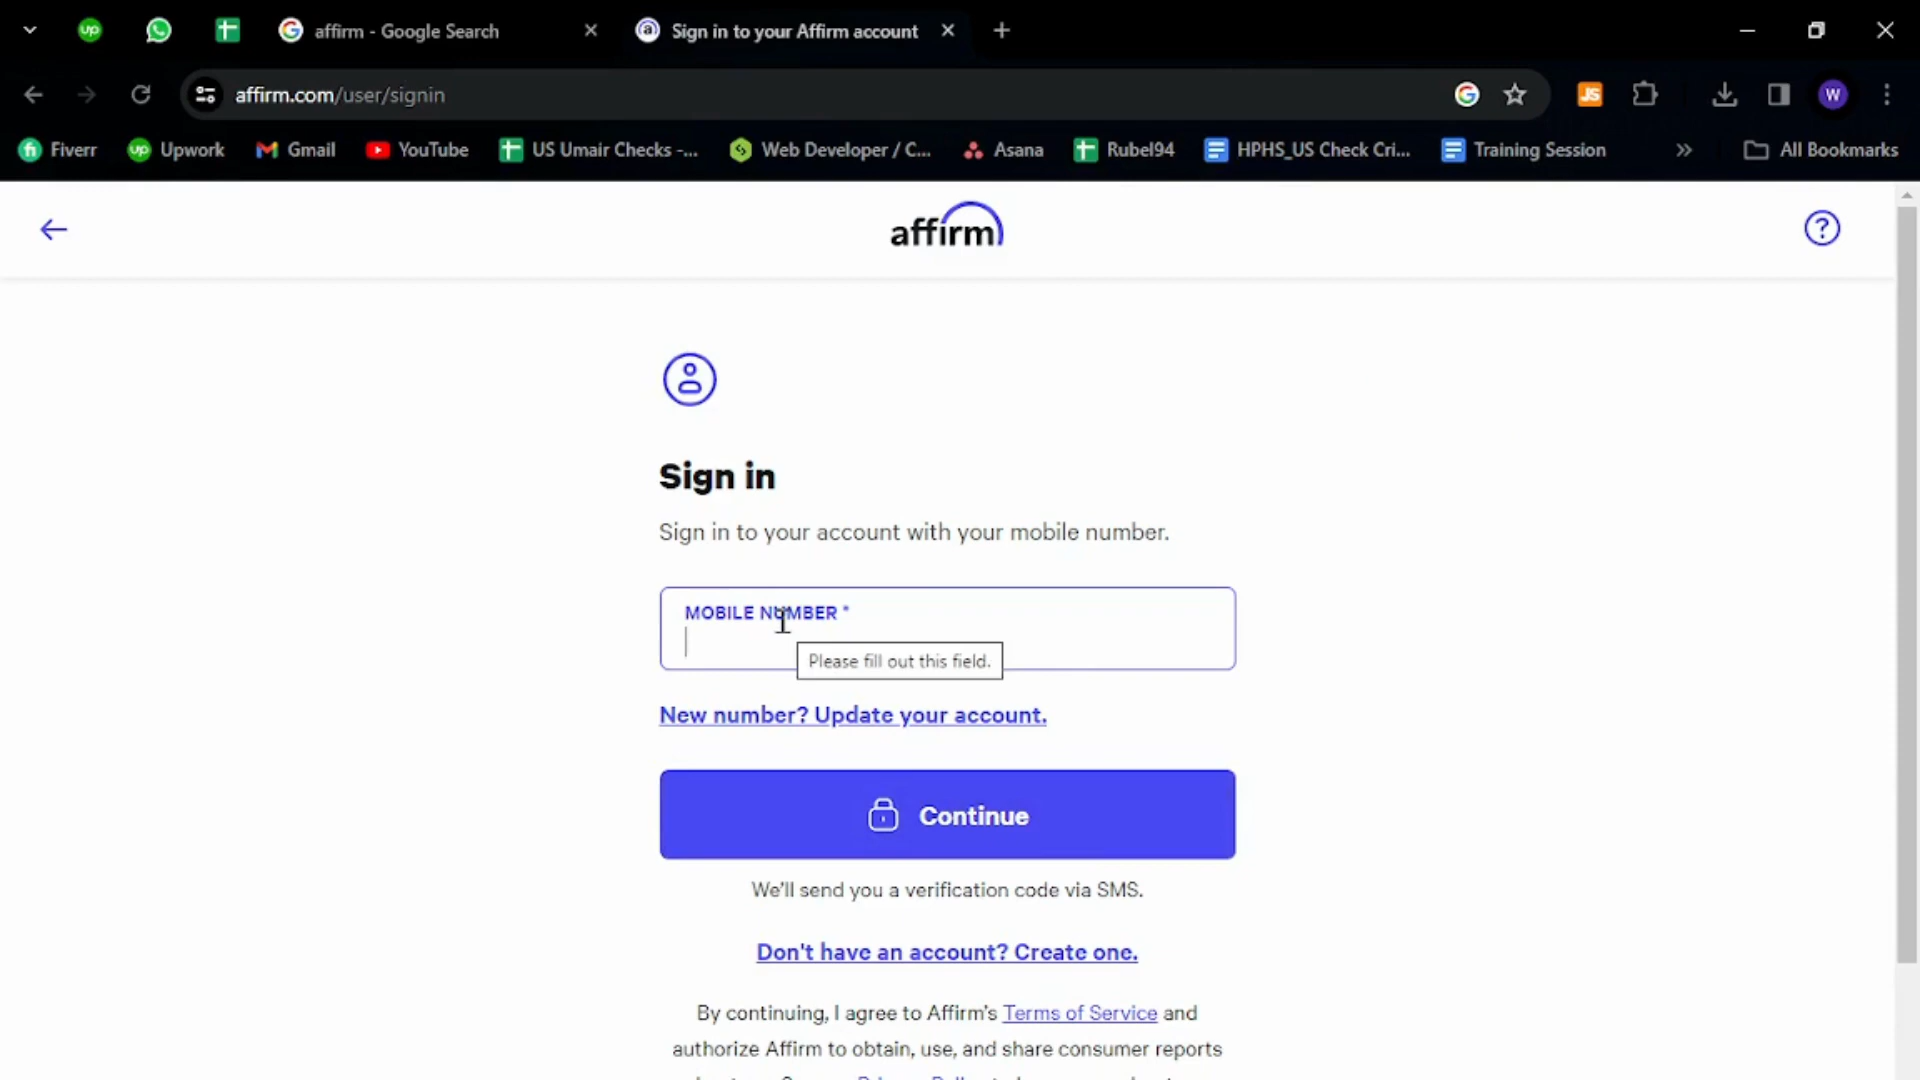 up
affirm - Google Search
Sign in to your Affirm account
affirm.com/user/signin
JS
W
fi Fiverr
up Upwork
Gmail
YouTube
US Umair Checks -...
Web Developer / C...
Asana
Rubel94
HPHS_US Check Cri...
Training Session
»
All Bookmarks
affirm
?
Sign in
Sign in to your account with your mobile number.
MOBILE NUMBER *
Please fill out this field.
New number? Update your account.
Continue
We'll send you a verification code via SMS.
Don't have an account? Create one.
By continuing, I agree to Affirm's Terms of Service and
authorize Affirm to obtain, use, and share consumer reports